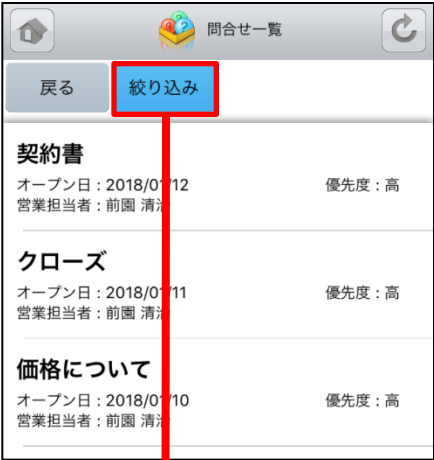 問合せ一覧
戻る 絞り込み
契約書
オープン日：2018/01/12 優先度：高
営業担当者：前園 清治
クローズ
オープン日：2018/01/11 優先度：高
営業担当者：前園 清治
価格について
オープン日：2018/01/10 優先度：高
営業担当者：前園 清治